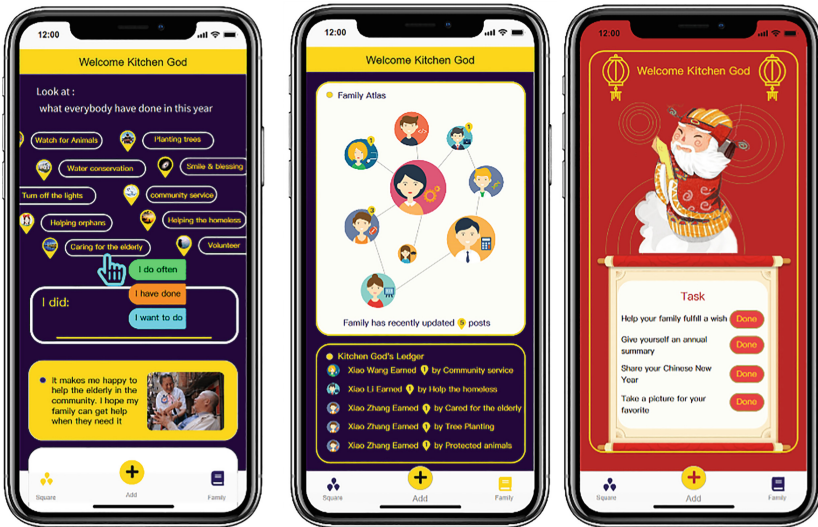 12:00
Welcome Kitchen God
Look at :
what everybody have done in this year
Watch for Animals
Planting trees
Water conservation
Smile & blessing
Turn off the lights
community service
Helping orphans
Helping the homeless
Caring for the elderly
Volunteer
I do often
I have done
I want to do
I did:
It makes me happy to
help the elderly in the
community. I hope my
family can get help
when they need it
+
Square
Add
Family
12:00
Welcome Kitchen God
Family Atlas
1
1
3
Family has recently updated 5 posts
Kitchen God's Ledger
Xiao Wang Earned 1 by Community service
Xiao Li Earned 1 by Help the homeless
Xiao Zhang Earned 1 by Cared for the elderly
Xiao Zhang Earned 1 by Tree Planting
Xiao Zhang Earned 1 by Protected animals
+
Square
Add
Family
12:00
Welcome Kitchen God
Task
Help your family fulfill a wish Done
Give yourself an annual
summary
Done
Share your Chinese New
Year
Done
Take a picture for your
favorite
Done
+
Square
Add
Family